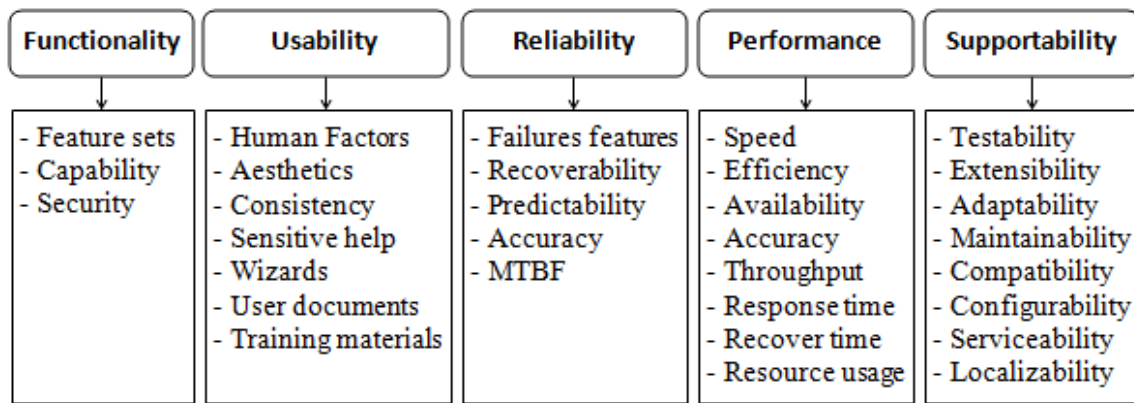 Functionality
- Feature sets
- Capability
- Security
Usability
- Human Factors
- Aesthetics
- Consistency
- Sensitive help
- Wizards
- User documents
- Training materials
Reliability
- Failures features
- Recoverability
- Predictability
- Accuracy
- MTBF
Performance
- Speed
- Efficiency
- Availability
- Accuracy
- Throughput
- Response time
- Recover time
- Resource usage
Supportability
- Testability
- Extensibility
- Adaptability
- Maintainability
- Compatibility
- Configurability
- Serviceability
- Localizability